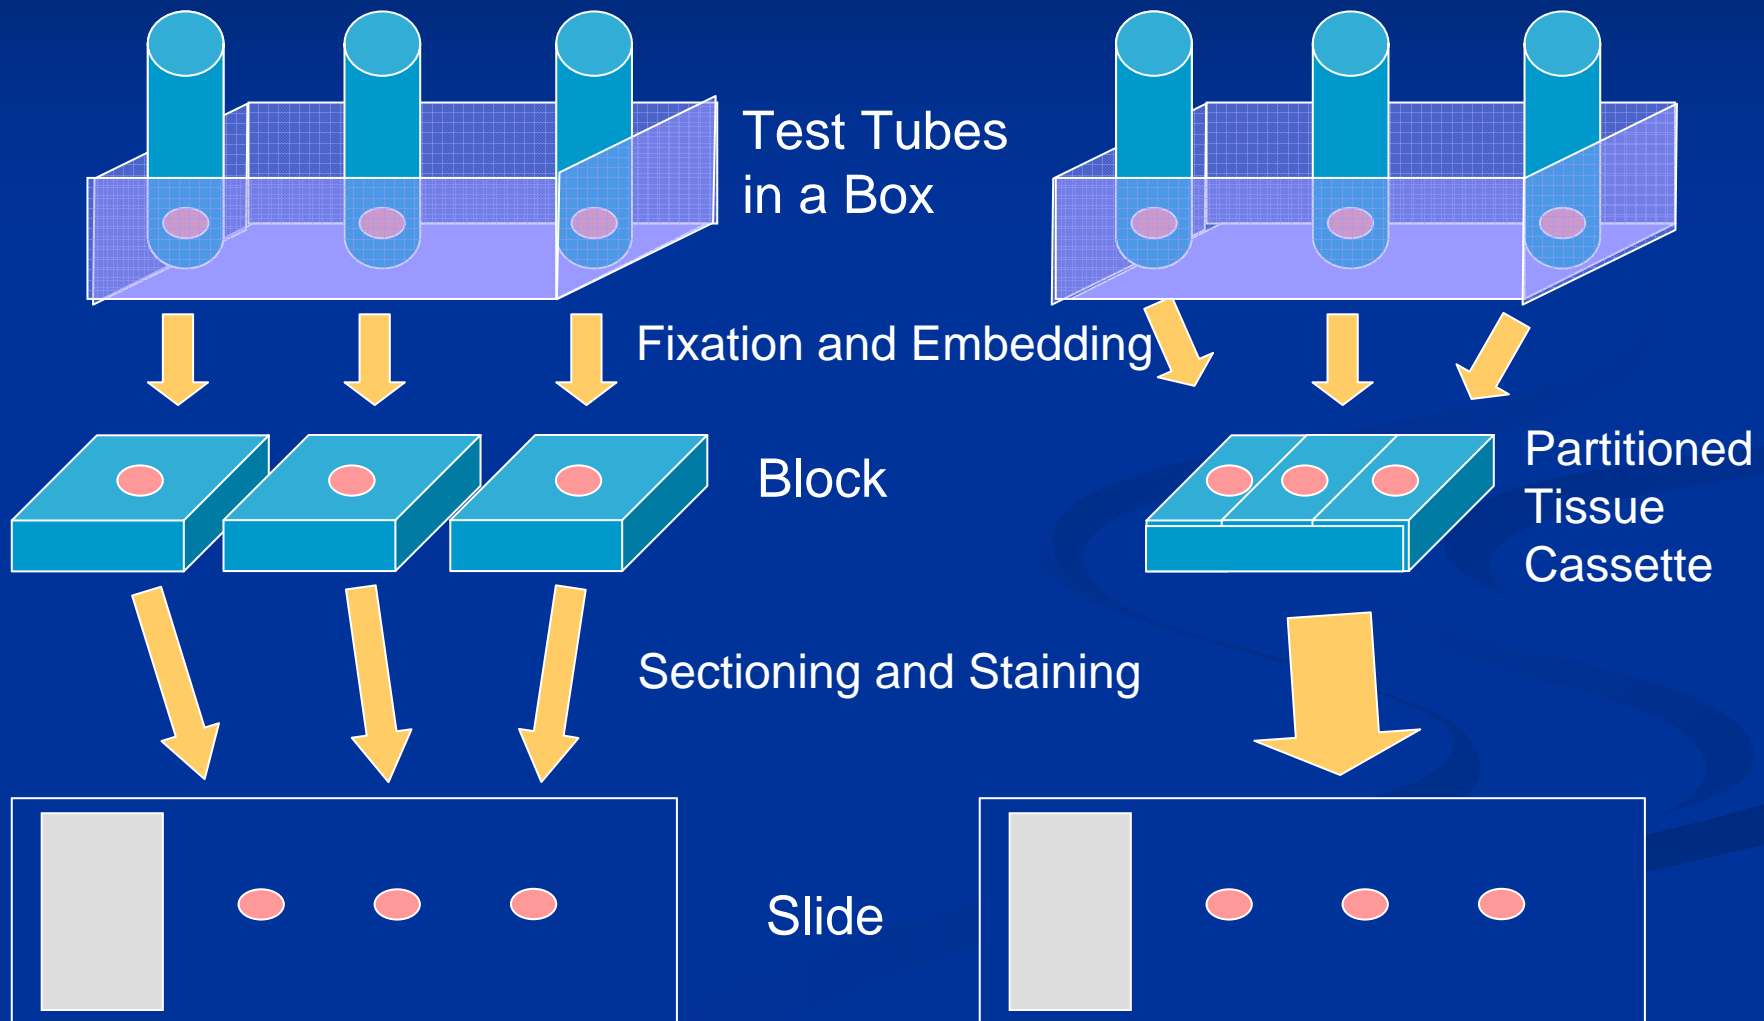 Test Tubes
in a Box
Fixation and Embedding
Block
Partitioned
Tissue
Cassette
Sectioning and Staining
Slide